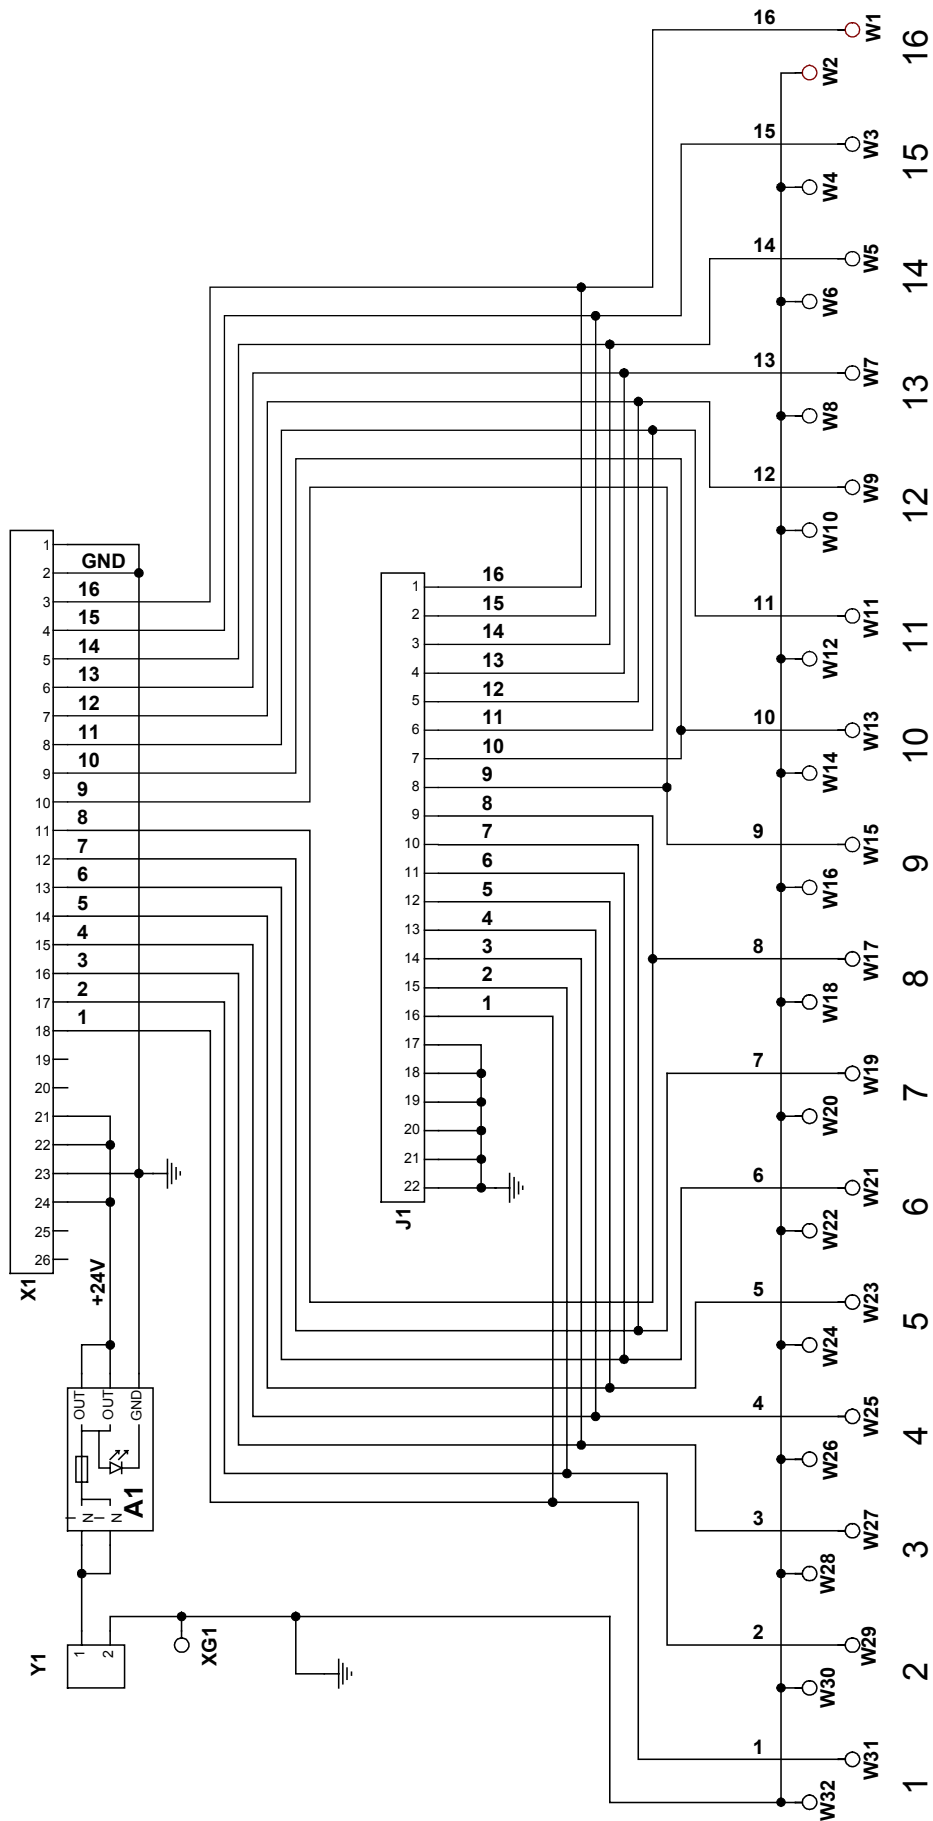 16
W1
16
W2
15
W3
15
W4
14
W5
14
W6
13
W7
13
W8
12
W9
12
W10
11
W11
11
W12
10
W13
10
W14
9
W15
9
W16
8
W17
8
W18
7
W19
7
W20
6
W21
6
W22
5
W23
5
W24
4
W25
4
W26
3
W27
3
W28
2
W29
2
W30
1
W31
1
W32
X1
1
2 GND
3 16
4 15
5 14
6 13
7 12
8 11
9 10
10 9
11 8
12 7
13 6
14 5
15 4
16 3
17 2
18 1
19
20
21
22
23
24
25
26
+24V
J1
1 16
2 15
3 14
4 13
5 12
6 11
7 10
8 9
9 8
10 7
11 6
12 5
13 4
14 3
15 2
16 1
17
18
19
20
21
22
OUT
OUT
GND
IN
IN
A1
Y1
1
2
XG1